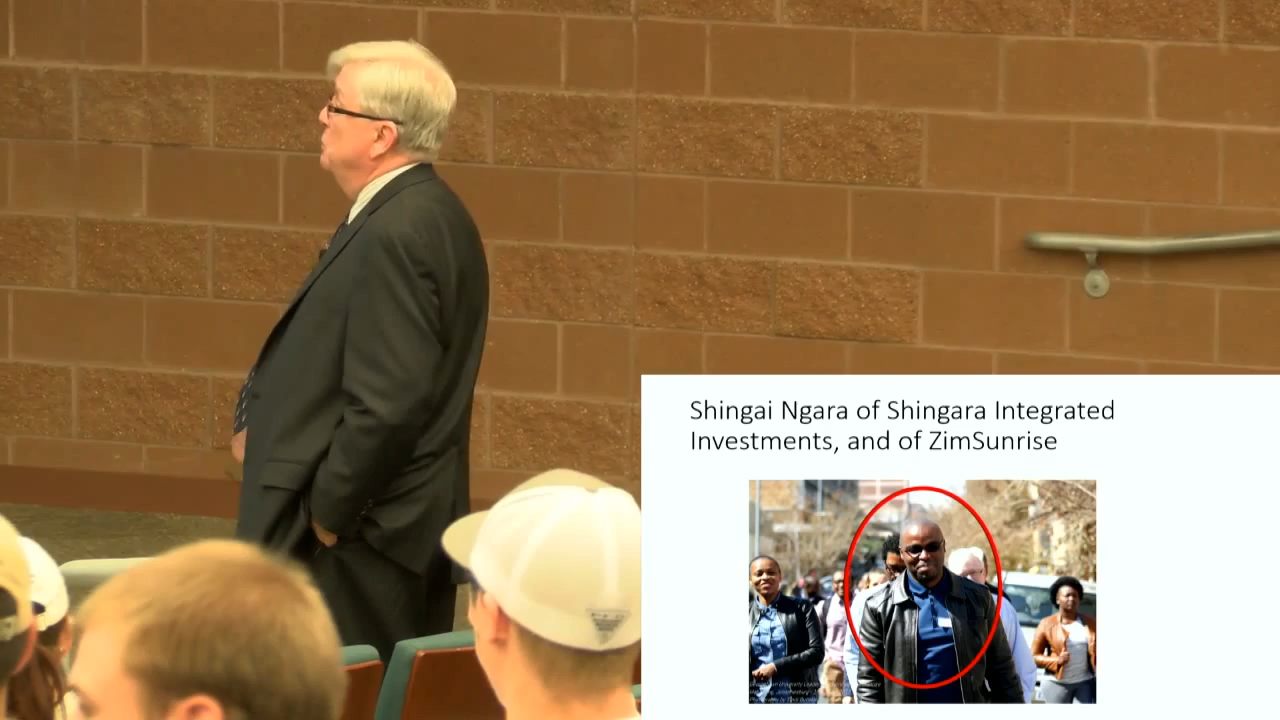 Shingai Ngara of Shingara Integrated
Investments, and of ZimSunrise